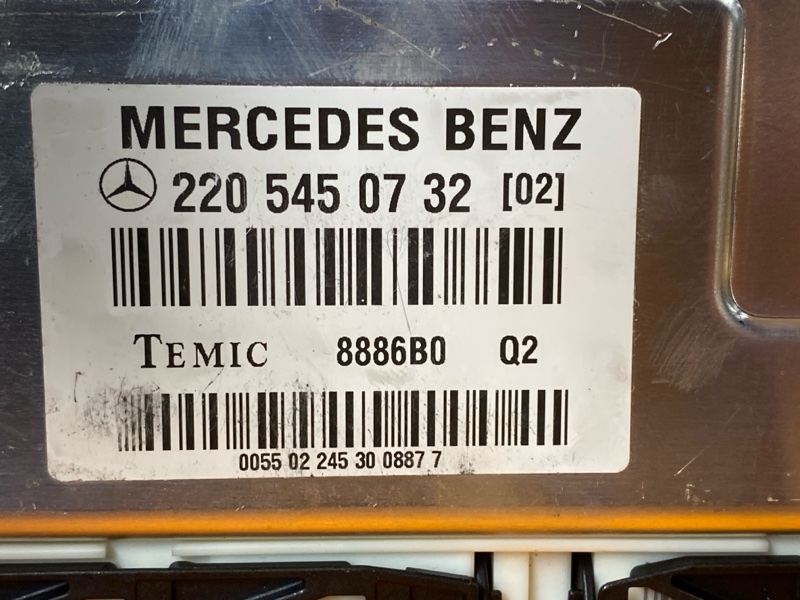 MERCEDES BENZ
220 545 07 32 [02]
TEMIC 8886B0 Q2
0055 02 245 30 0887 7